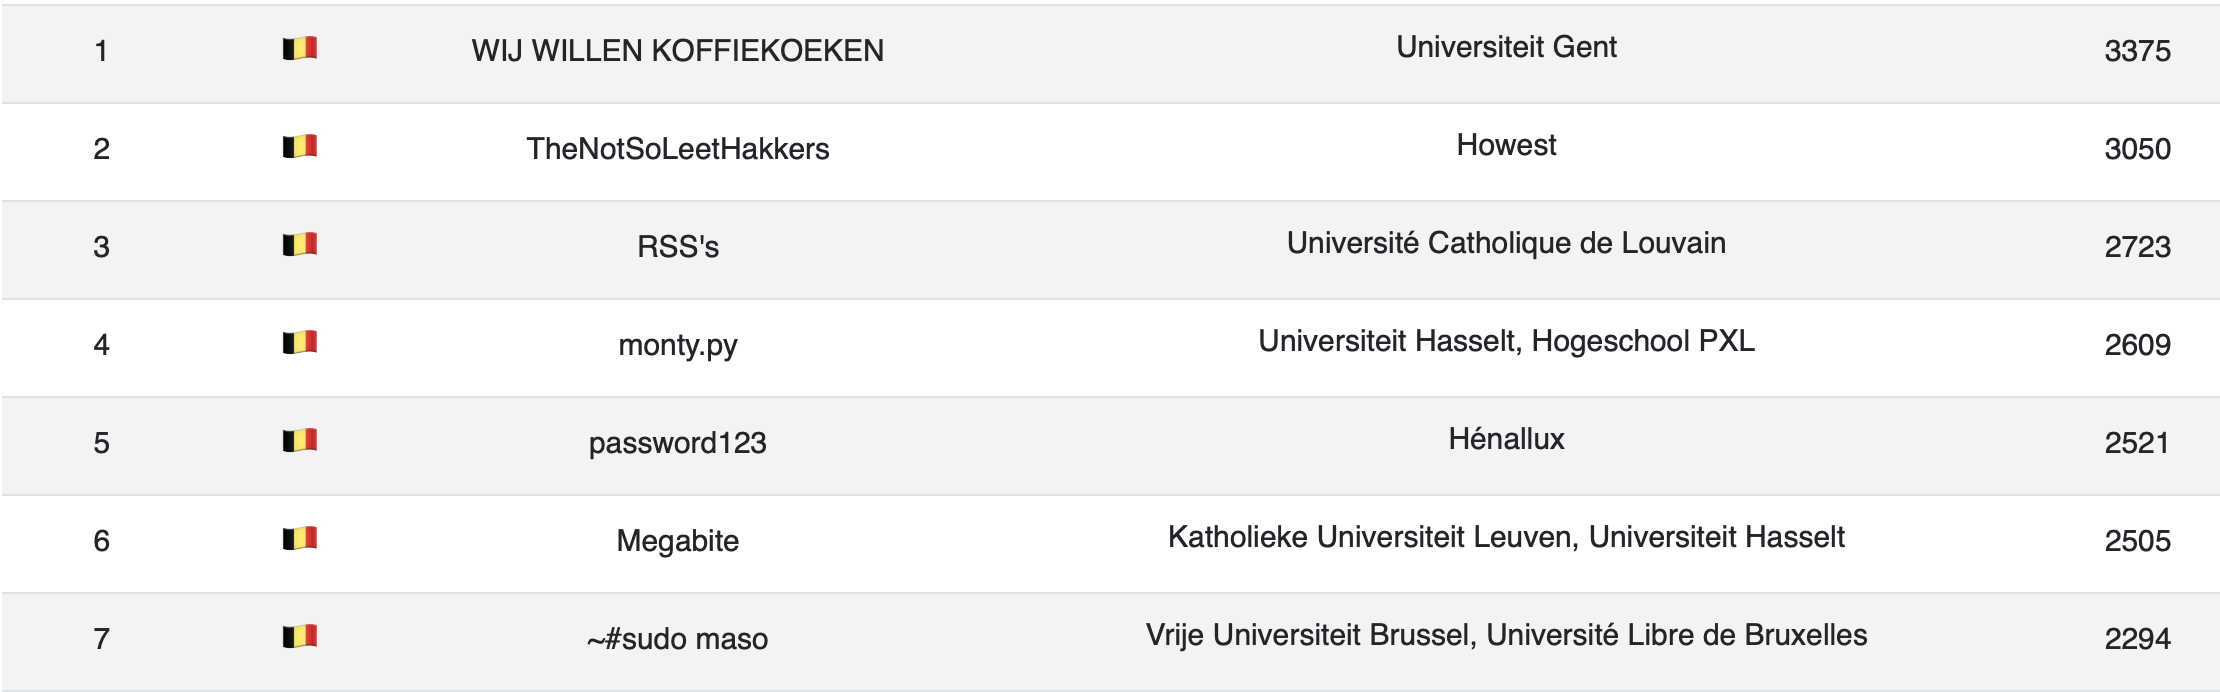 1 WIJ WILLEN KOFFIEKOEKEN Universiteit Gent 3375
2 TheNotSoLeetHakkers Howest 3050
3 RSS's Université Catholique de Louvain 2723
4 monty.py Universiteit Hasselt, Hogeschool PXL 2609
5 password123 Hénallux 2521
6 Megabite Katholieke Universiteit Leuven, Universiteit Hasselt 2505
7 ~#sudo maso Vrije Universiteit Brussel, Université Libre de Bruxelles 2294